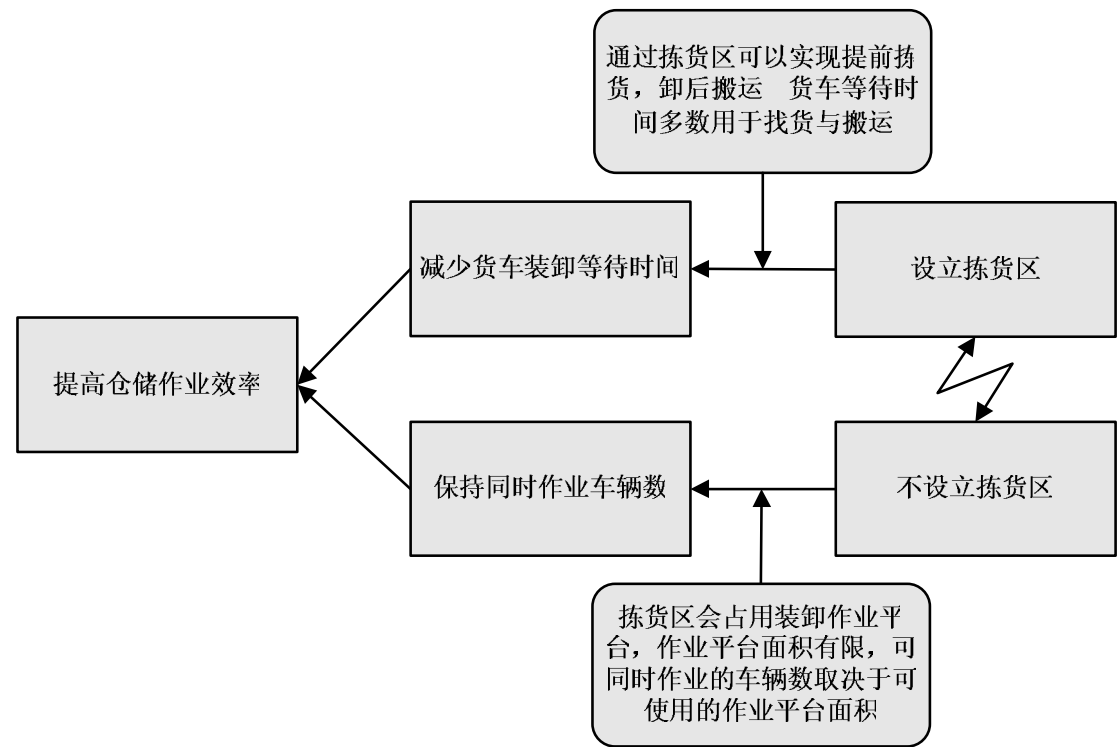 通过拣货区可以实现提前拣
货，卸后搬运 货车等待时
间多数用于找货与搬运
减少货车装卸等待时间
设立拣货区
提高仓储作业效率
保持同时作业车辆数
不设立拣货区
拣货区会占用装卸作业平
台，作业平台面积有限，可
同时作业的车辆数取决于可
使用的作业平台面积